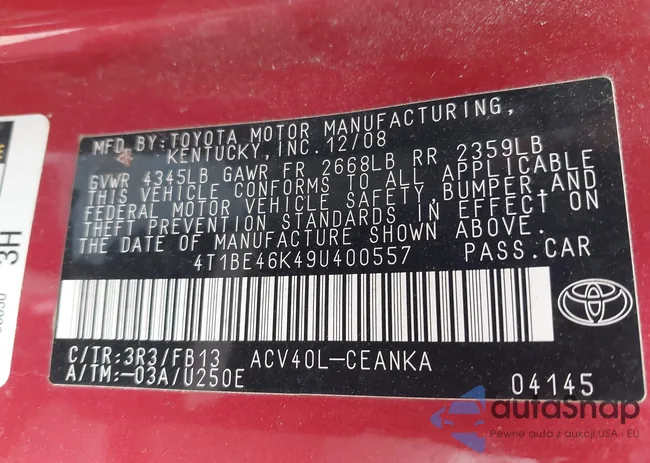 MFD.BY:TOYOTA MOTOR MANUFACTURING,
KENTUCKY,INC.12/08
GVWR 4345LB GAWR FR 2668LB RR 2359LB
THIS VEHICLE CONFORMS TO ALL APPLICABLE
FEDERAL MOTOR VEHICLE SAFETY,BUMPER,AND
THEFT PREVENTION STANDARDS IN EFFECT ON
THE DATE OF MANUFACTURE SHOWN ABOVE.
4T1BE46K49U400557 PASS.CAR
C/TR:3R3/FB13 ACV40L-CEANKA
A/TM:-03A/U250E 04145
3H
autoSnap
Pewne auta z aukcji USA - EU